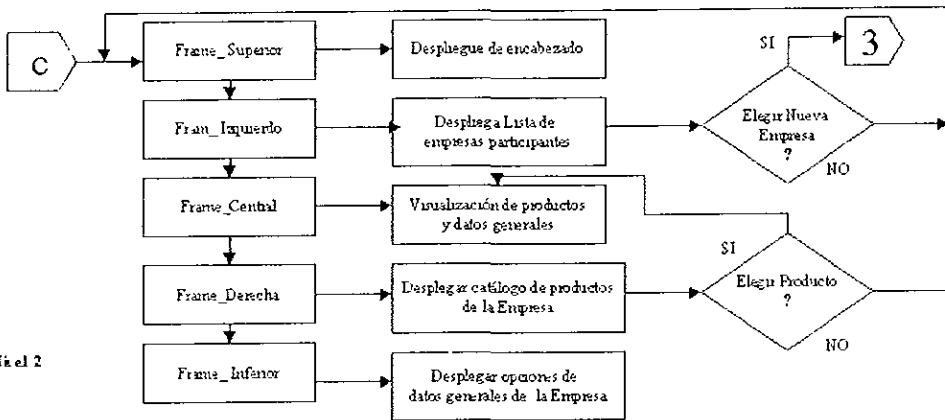 C
Frame_Superior
Despliegue de encabezado
SI
3
Fram_Izquierdo
Despliega Lista de
empresas participantes
Elegir Nueva
Empresa
?
NO
Frame_Central
Visualización de productos
y datos generales
SI
Frame_Derecha
Desplegar catálogo de productos
de la Empresa
Elegir Producto
?
NO
el 2
Frame_Inferior
Desplegar opciones de
datos generales de la Empresa